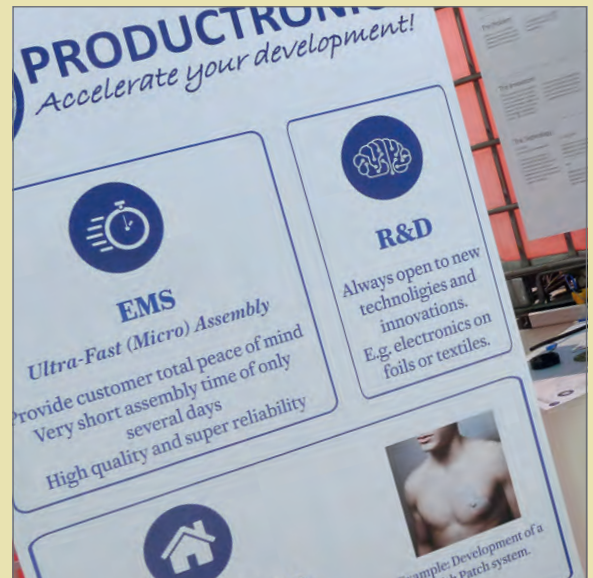 PRODUCTRONIC
Accelerate your development!
EMS
Ultra-Fast (Micro) Assembly
Provide customer total peace of mind
Very short assembly time of only
several days
High quality and super reliability
R&D
Always open to new
technoligies and
innovations.
E.g. electronics on
foils or textiles.
Example: Development of a
Patch system.